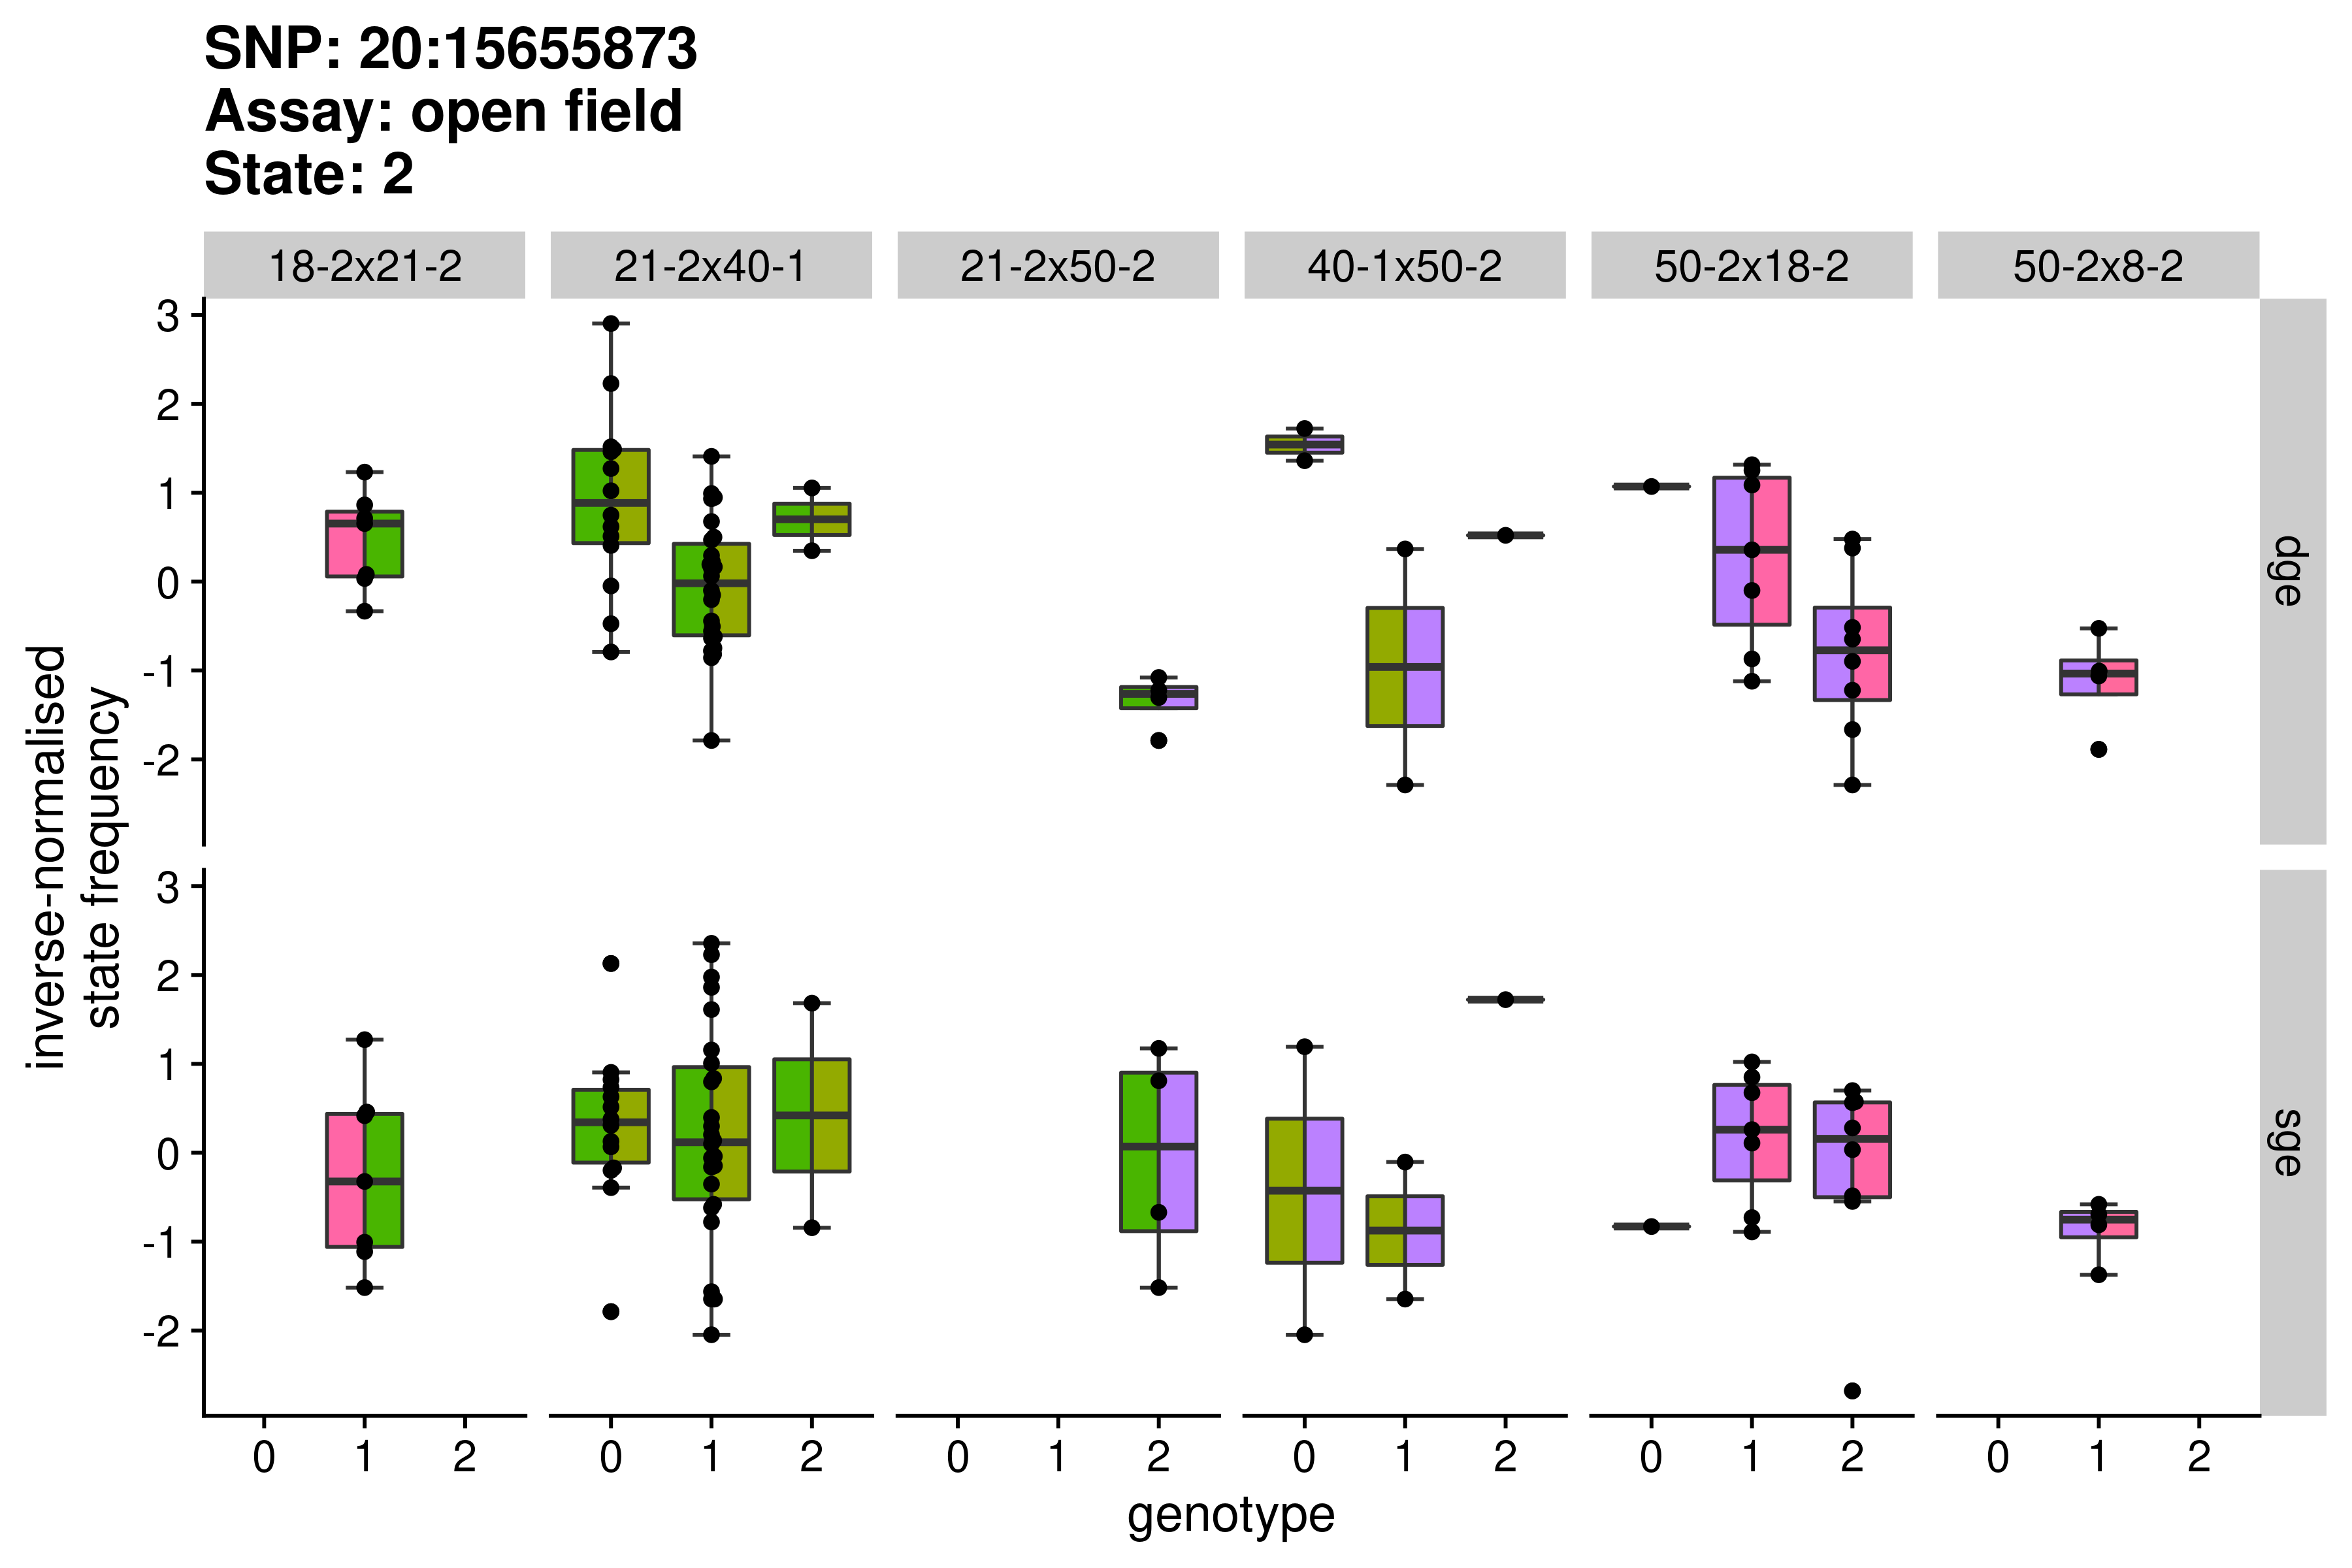 SNP: 20:15655873
Assay: open field
State: 2
18-2x21-2 21-2x40-1 21-2x50-2 40-1x50-2 50-2x18-2 50-2x8-2
3
2
1
0
-1
-2
dge
3
2
1
0
-1
-2
sge
inverse-normalised
state frequency
0 1 2 0 1 2 0 1 2 0 1 2 0 1 2 0 1 2
genotype